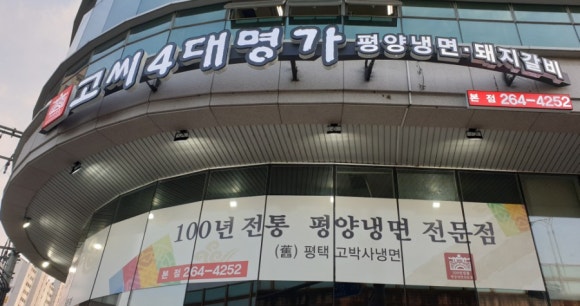 고씨4대명가 평양냉면·돼지갈비
본 점 264-4252
100년 전통 평양냉면 전문점
(舊) 평택 고박사냉면
본 점 264-4252